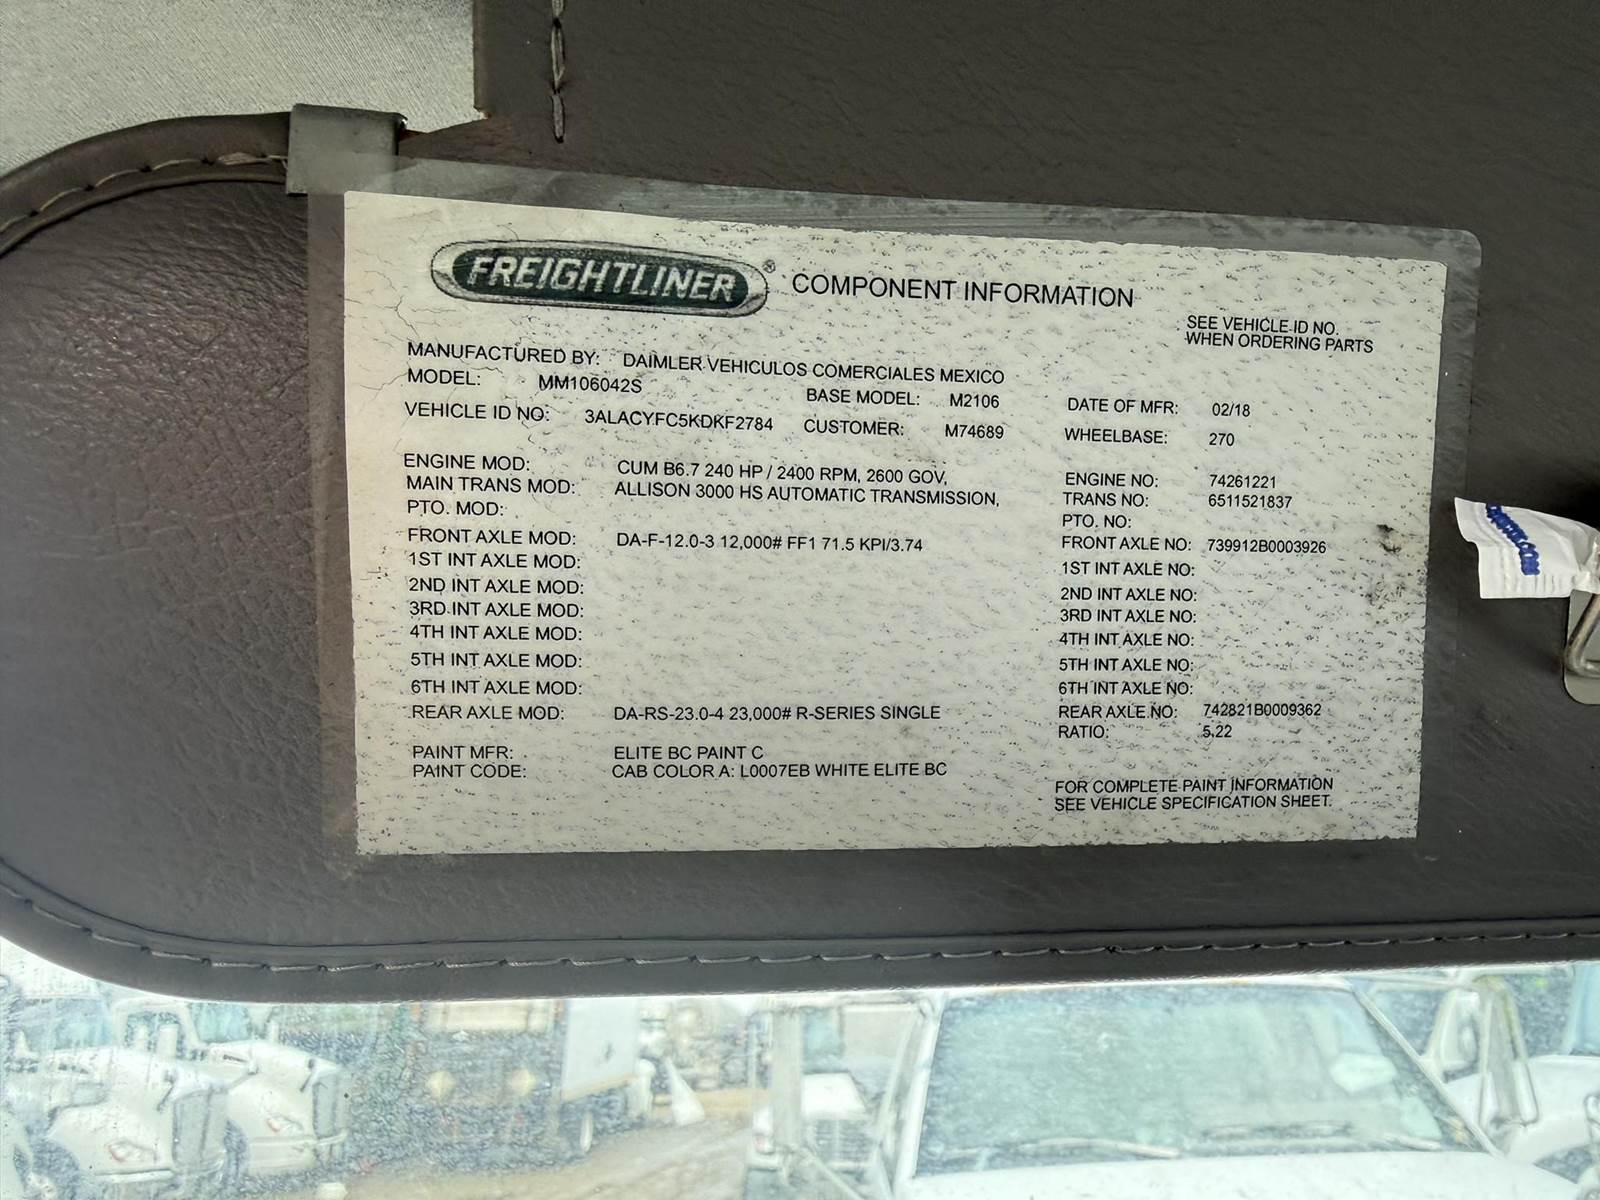 FREIGHTLINER® COMPONENT INFORMATION
SEE VEHICLE ID NO.
WHEN ORDERING PARTS
MANUFACTURED BY: DAIMLER VEHICULOS COMERCIALES MEXICO
MODEL: MM106042S BASE MODEL: M2106 DATE OF MFR: 02/18
VEHICLE ID NO: 3ALACYFC5KDKF2784 CUSTOMER: M74689 WHEELBASE: 270
ENGINE MOD: CUM B6.7 240 HP / 2400 RPM, 2600 GOV, ENGINE NO: 74261221
MAIN TRANS MOD: ALLISON 3000 HS AUTOMATIC TRANSMISSION, TRANS NO: 6511521837
PTO. MOD: PTO. NO:
FRONT AXLE MOD: DA-F-12.0-3 12,000# FF1 71.5 KPI/3.74 FRONT AXLE NO: 739912B0003926
1ST INT AXLE MOD: 1ST INT AXLE NO:
2ND INT AXLE MOD: 2ND INT AXLE NO:
3RD INT AXLE MOD: 3RD INT AXLE NO:
4TH INT AXLE MOD: 4TH INT AXLE NO:
5TH INT AXLE MOD: 5TH INT AXLE NO:
6TH INT AXLE MOD: 6TH INT AXLE NO:
REAR AXLE MOD: DA-RS-23.0-4 23,000# R-SERIES SINGLE REAR AXLE NO: 742821B0009362
RATIO: 5.22
PAINT MFR: ELITE BC PAINT C
PAINT CODE: CAB COLOR A: L0007EB WHITE ELITE BC
FOR COMPLETE PAINT INFORMATION
SEE VEHICLE SPECIFICATION SHEET.